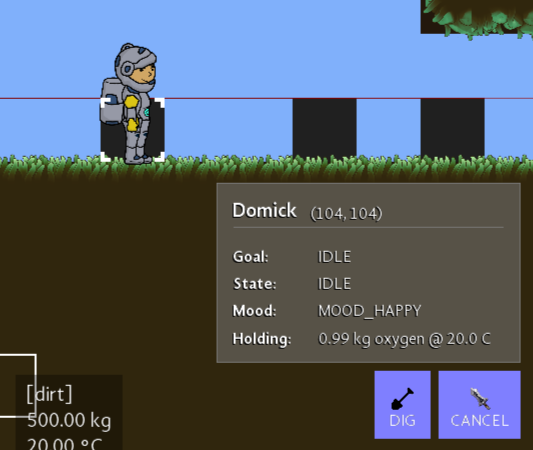 Domick (104, 104)
Goal: IDLE
State: IDLE
Mood: MOOD_HAPPY
Holding: 0.99 kg oxygen @ 20.0 C
[dirt]
500.00 kg
20.00 °C
DIG
CANCEL